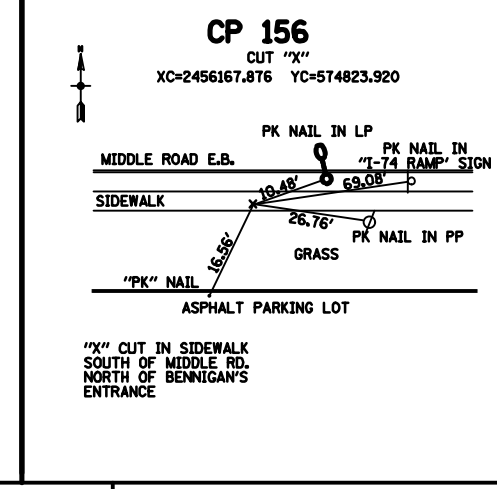 CP 156
CUT "X"
XC=2456167.876 YC=574823.920
N
PK NAIL IN LP
PK NAIL IN
"I-74 RAMP" SIGN
MIDDLE ROAD E.B.
10.48'
69.08'
SIDEWALK
26.76'
PK NAIL IN PP
16.56'
GRASS
"PK" NAIL
ASPHALT PARKING LOT
"X" CUT IN SIDEWALK
SOUTH OF MIDDLE RD.
NORTH OF BENNIGAN'S
ENTRANCE